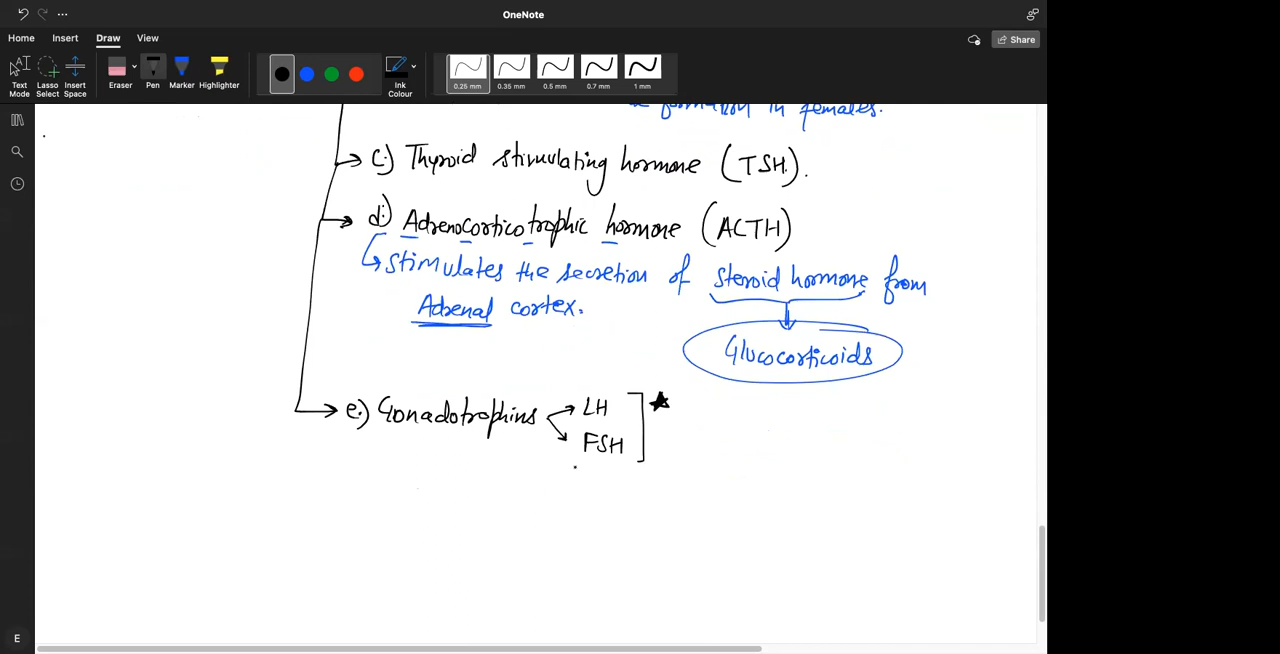 OneNote
Home Insert Draw View
Share
Text Mode
Lasso Select
Insert Space
Eraser
Pen
Marker
Highlighter
Ink Colour
0.25 mm
0.35 mm
0.5 mm
0.7 mm
1 mm
formation in females.
c.) Thyroid stimulating hormone (TSH).
d.) Adrenocorticotrophic hormone (ACTH)
stimulates the secretion of steroid hormone from
Adrenal cortex.
Glucocorticoids
e.) Gonadotrophins
LH
FSH
E